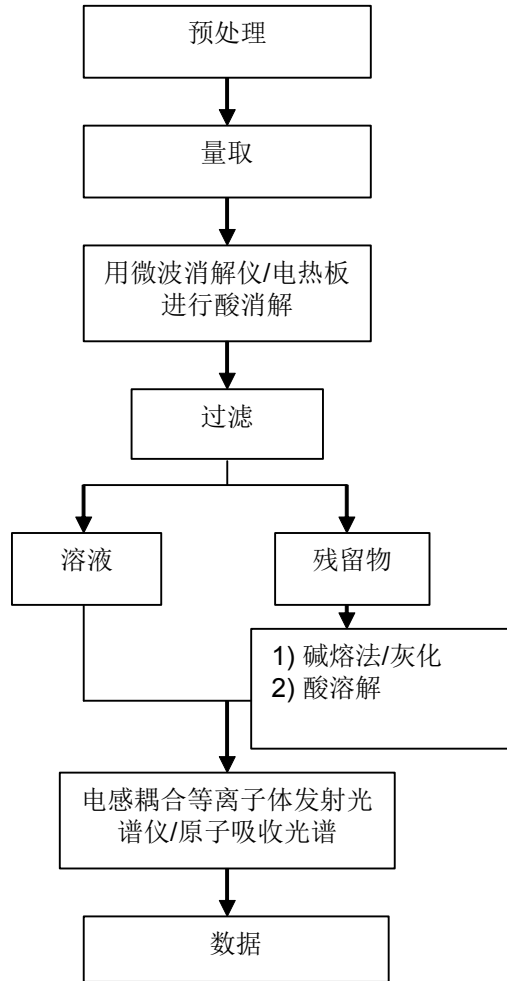 预处理
量取
用微波消解仪/电热板
进行酸消解
过滤
溶液
残留物
1) 碱熔法/灰化
2) 酸溶解
电感耦合等离子体发射光
谱仪/原子吸收光谱
数据